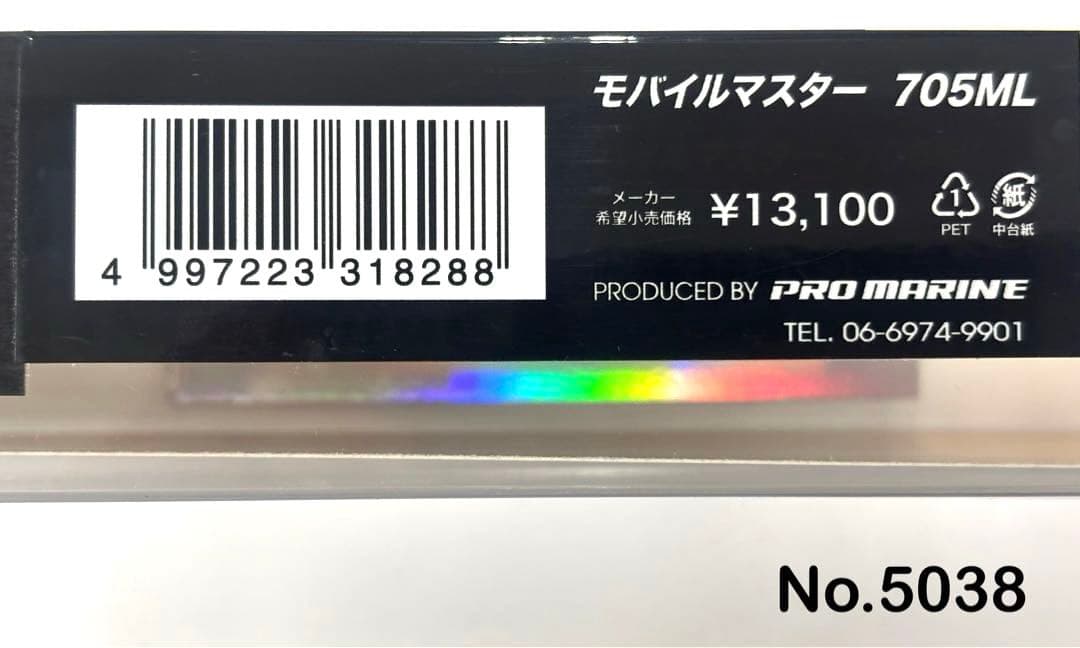 モバイルマスター 705ML
メーカー
希望小売価格 ¥13,100
1
PET
紙
中台紙
4 997223 318288
PRODUCED BY PRO MARINE
TEL. 06-6974-9901
No.5038